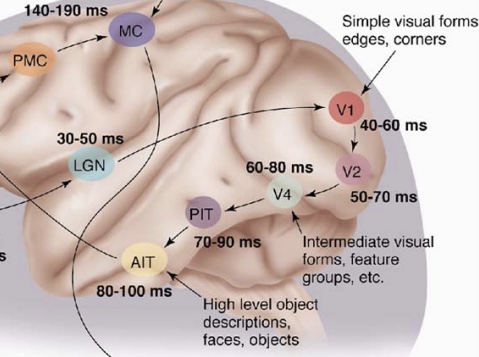 140-190 ms
MC
PMC
Simple visual forms
edges, corners
30-50 ms
LGN
V1
40-60 ms
60-80 ms
V2
V4
50-70 ms
PIT
70-90 ms
Intermediate visual
forms, feature
groups, etc.
AIT
80-100 ms
High level object
descriptions,
faces, objects